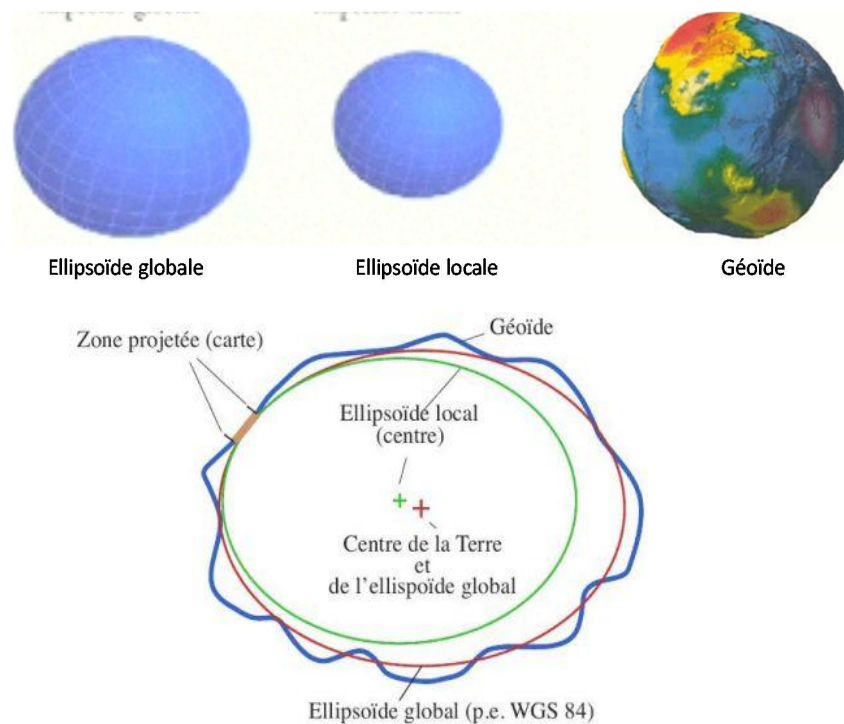 Ellipsoïde globale
Ellipsoïde locale
Géoïde
Zone projetée (carte)
Géoïde
Ellipsoïde local
(centre)
Centre de la Terre
et
de l'ellispoïde global
Ellipsoïde global (p.e. WGS 84)